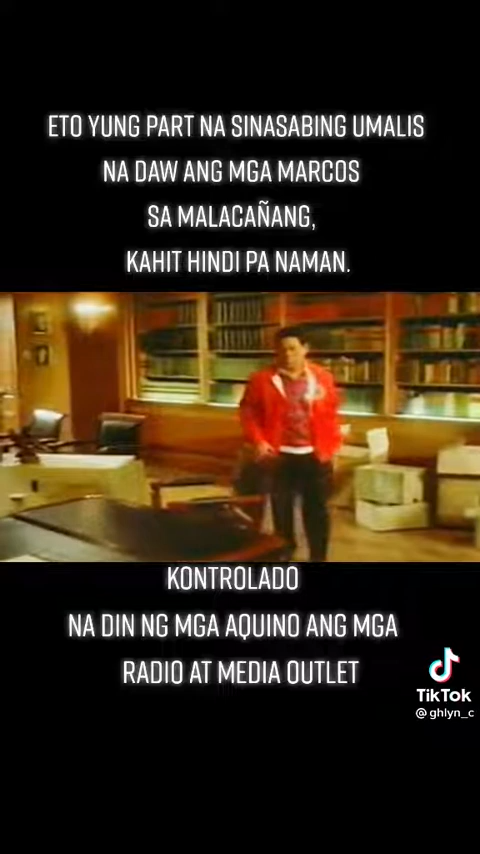 ETO YUNG PART NA SINASABING UMALIS
NA DAW ANG MGA MARCOS
SA MALACAÑANG,
KAHIT HINDI PA NAMAN.
KONTROLADO
NA DIN NG MGA AQUINO ANG MGA
RADIO AT MEDIA OUTLET
TikTok
@ghlyn_c